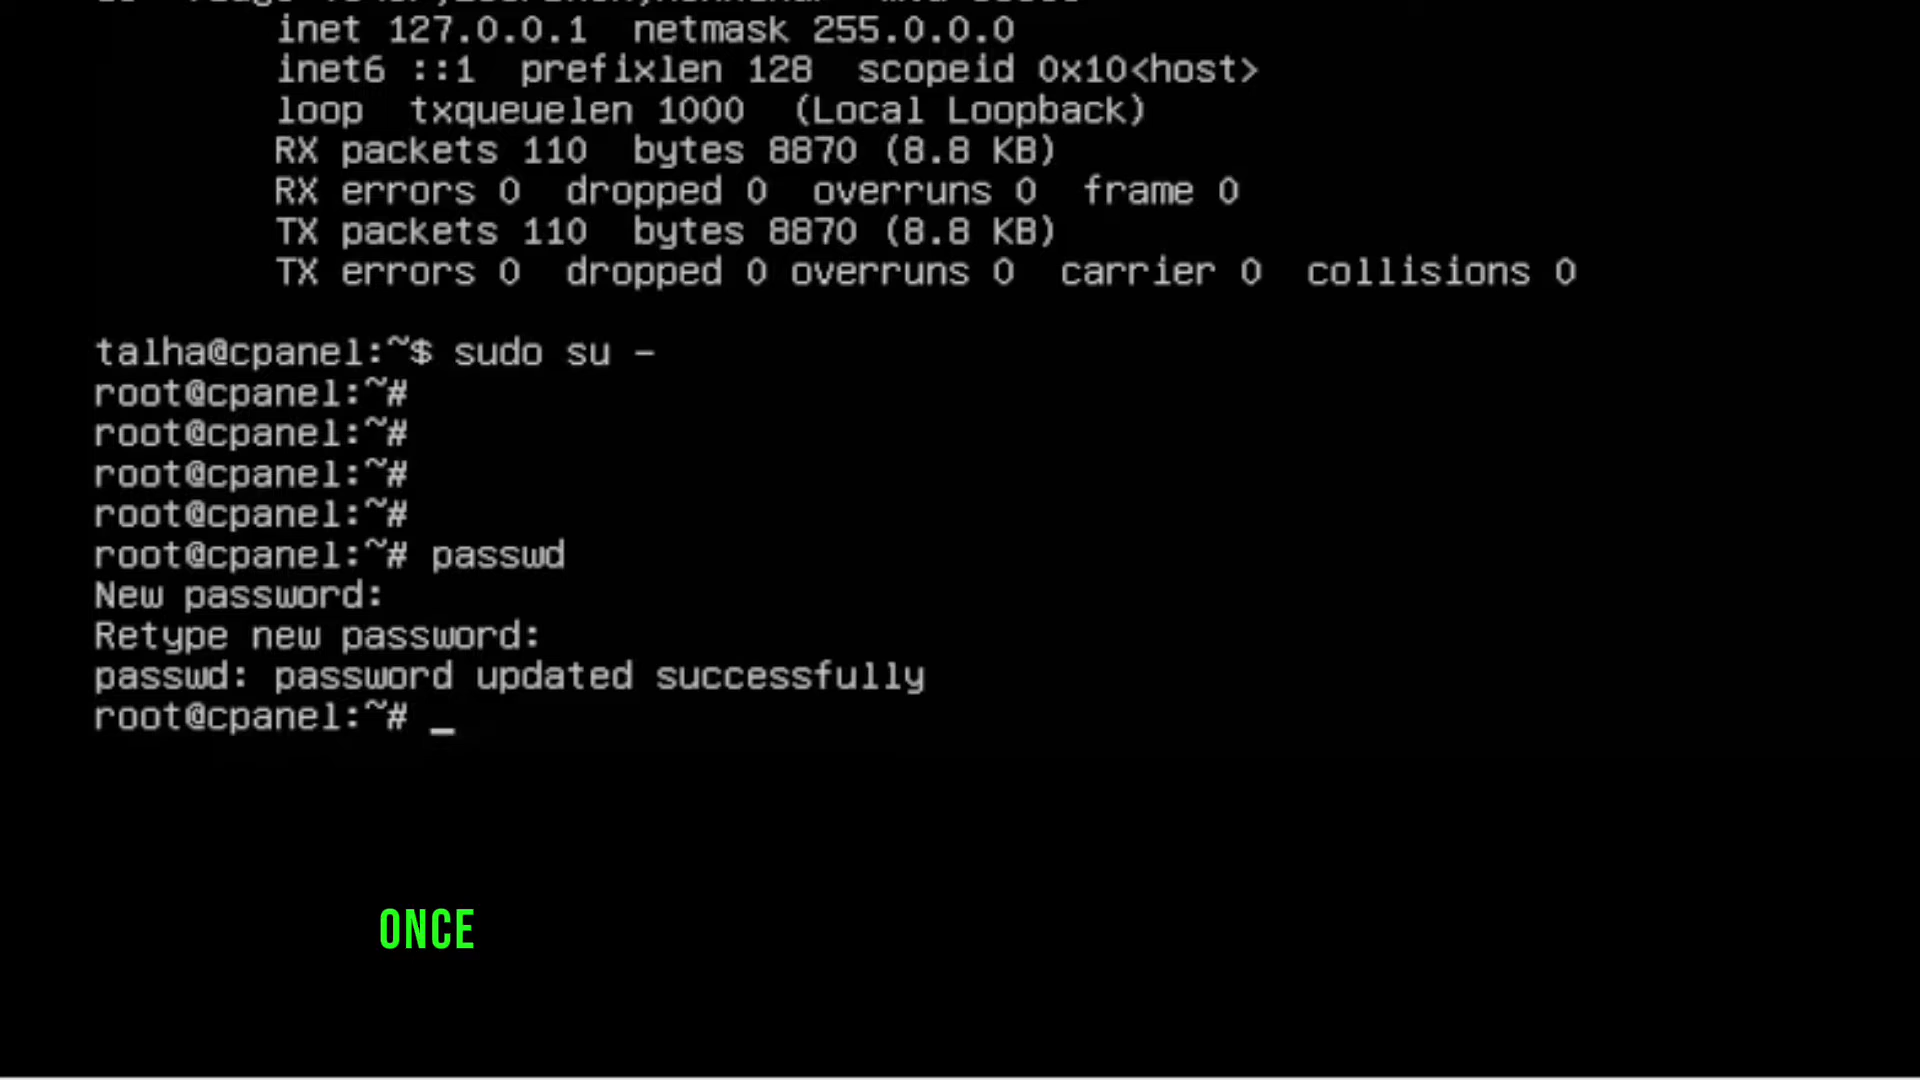 inet 127.0.0.1  netmask 255.0.0.0
inet6 ::1  prefixlen 128  scopeid 0x10<host>
loop  txqueuelen 1000  (Local Loopback)
RX packets 110  bytes 8870 (8.8 KB)
RX errors 0  dropped 0  overruns 0  frame 0
TX packets 110  bytes 8870 (8.8 KB)
TX errors 0  dropped 0 overruns 0  carrier 0  collisions 0
talha@cpanel:~$ sudo su -
root@cpanel:~#
root@cpanel:~#
root@cpanel:~#
root@cpanel:~#
root@cpanel:~# passwd
New password:
Retype new password:
passwd: password updated successfully
root@cpanel:~# _
ONCE